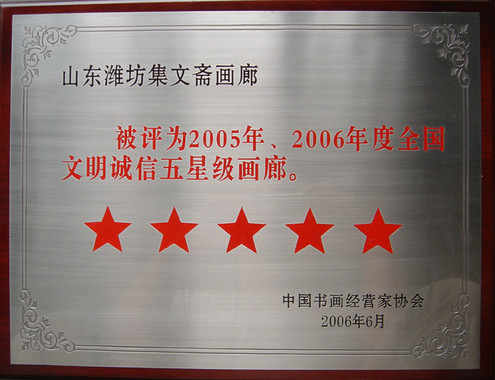 山东潍坊集文斋画廊
被评为2005年、2006年度全国
文明诚信五星级画廊。
中国书画经营家协会
2006年6月